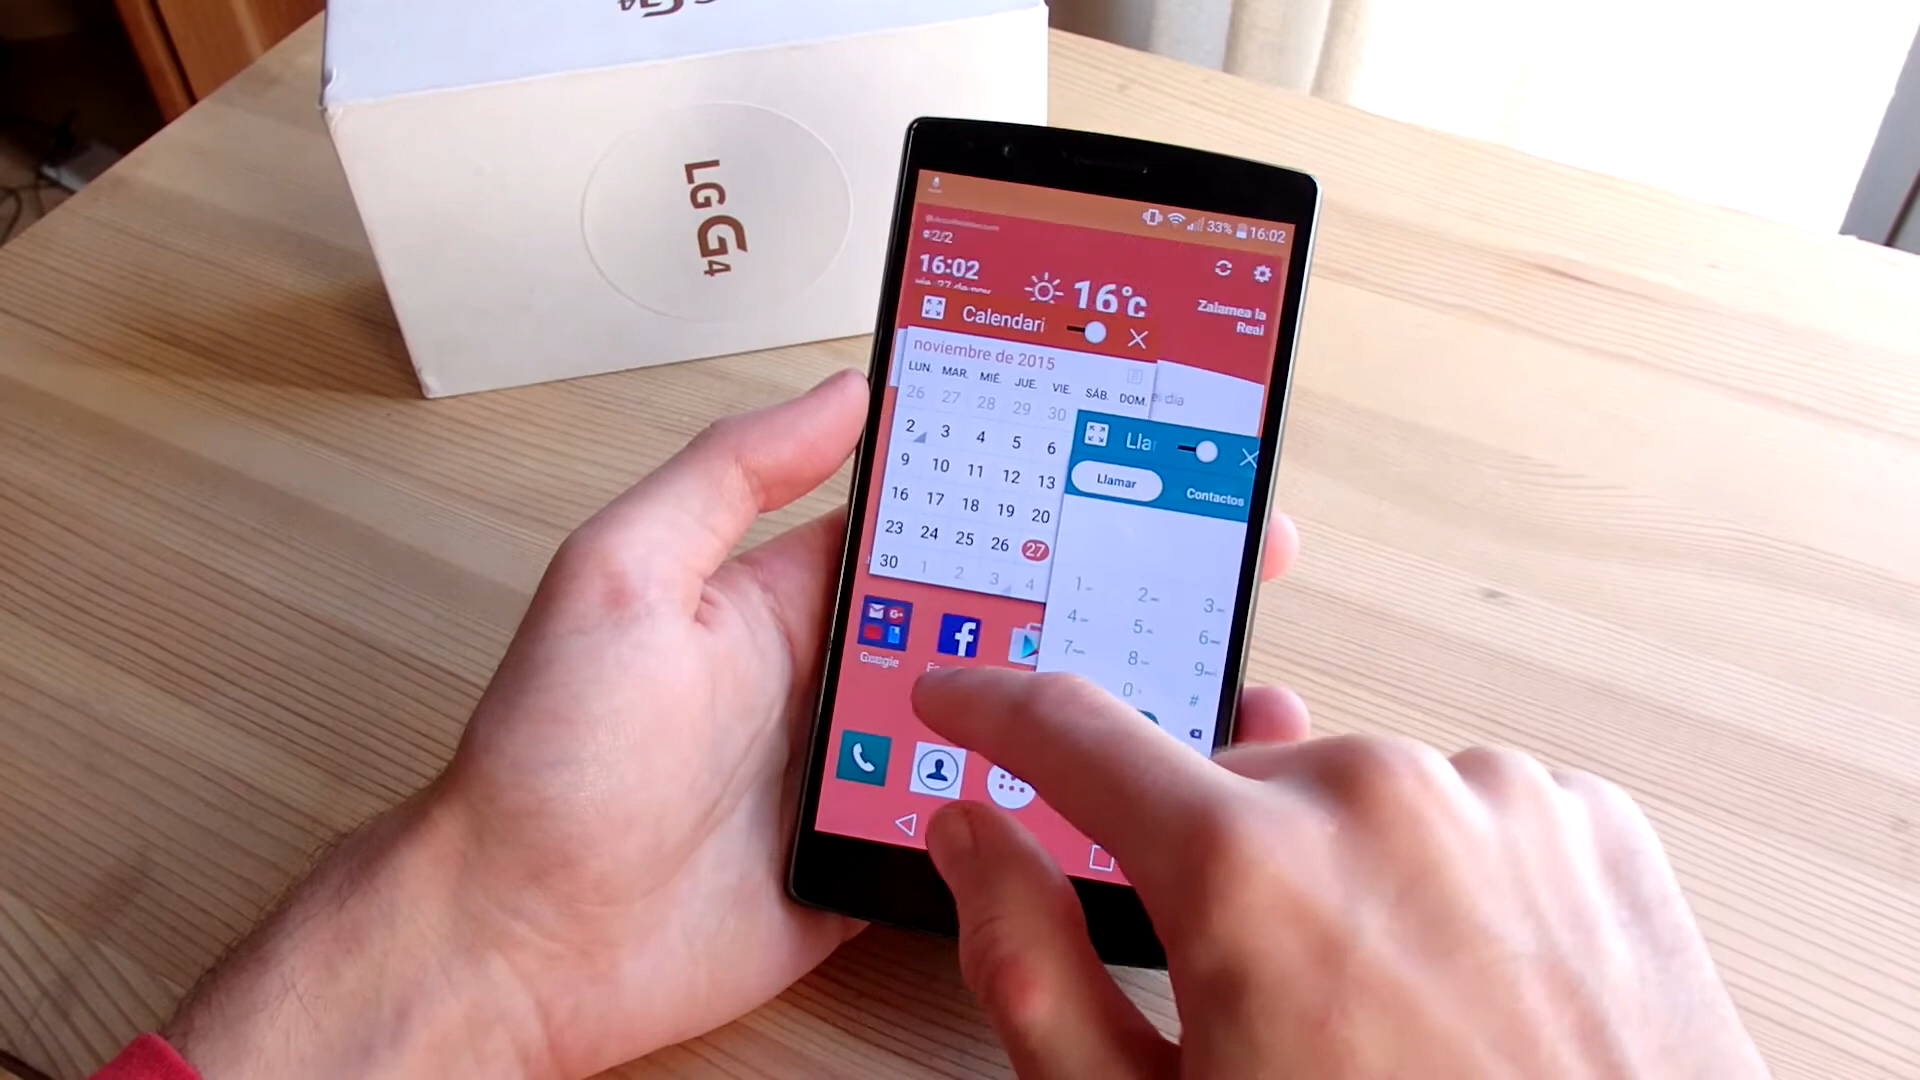 LG G4
33% 16:02
2/2
16:02
16°c
Zalamea la
Real
Calendari
noviembre de 2015
LUN. MAR. MIÉ. JUE. VIE. SÁB. DOM.
el día
26 27 28 29 30
2 3 4 5 6
9 10 11 12 13
16 17 18 19 20
23 24 25 26 27
30 1 2 3 4
Lla
Llamar Contactos
1 2 3
4 5 6
7 8 9
0 #
Google